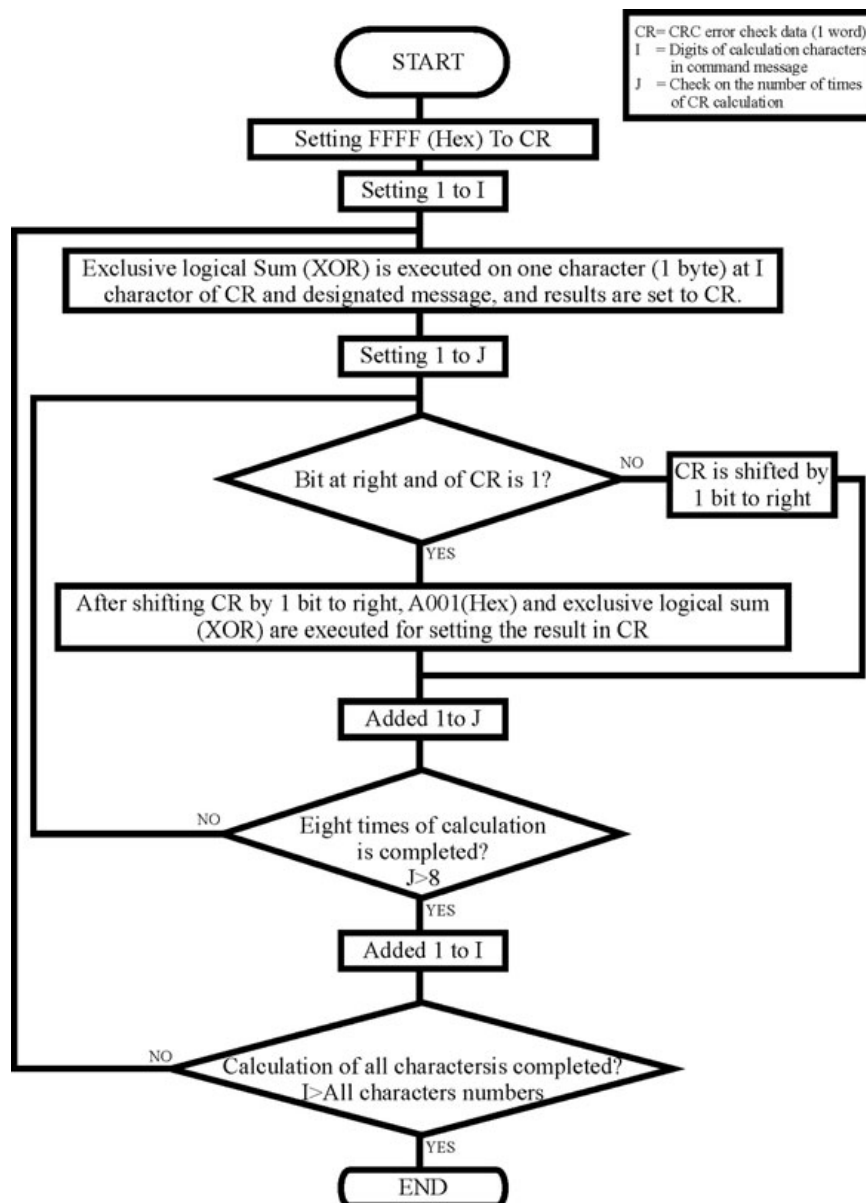 CR= CRC error check data (1 word)
I = Digits of calculation characters
in command message
J = Check on the number of times
of CR calculation
START
Setting FFFF (Hex) To CR
Setting 1 to I
Exclusive logical Sum (XOR) is executed on one character (1 byte) at I
charactor of CR and designated message, and results are set to CR.
Setting 1 to J
Bit at right and of CR is 1?
NO
CR is shifted by
1 bit to right
YES
After shifting CR by 1 bit to right, A001(Hex) and exclusive logical sum
(XOR) are executed for setting the result in CR
Added 1to J
NO
Eight times of calculation
is completed?
J>8
YES
Added 1 to I
NO
Calculation of all charactersis completed?
I>All characters numbers
YES
END